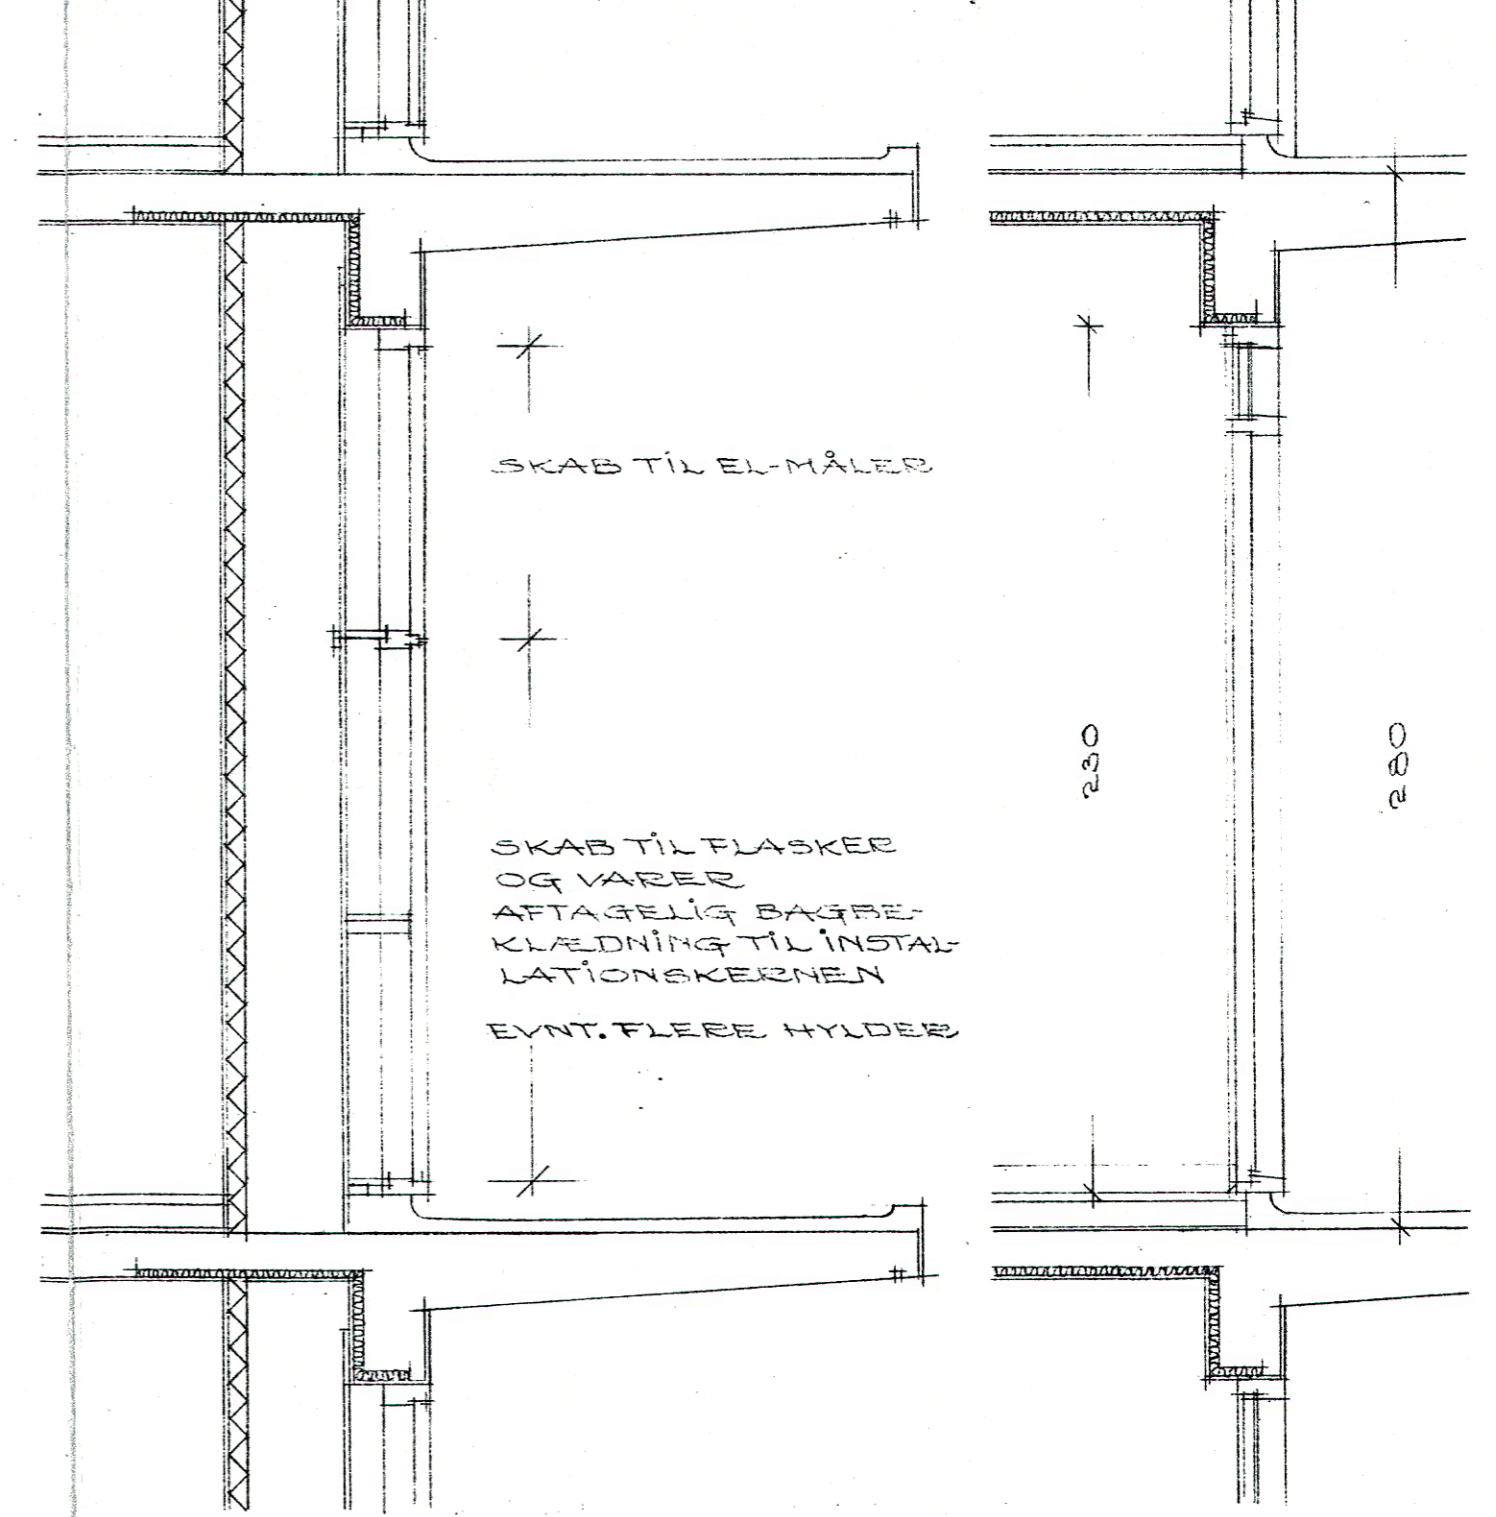 SKAB TIL EL-MÅLER
SKAB TIL FLASKER
OG VARER
AFTAGELIG BAGBE-
KLÆDNING TIL INSTAL-
LATIONSKERNEN
EVNT. FLERE HYLDER
230
280